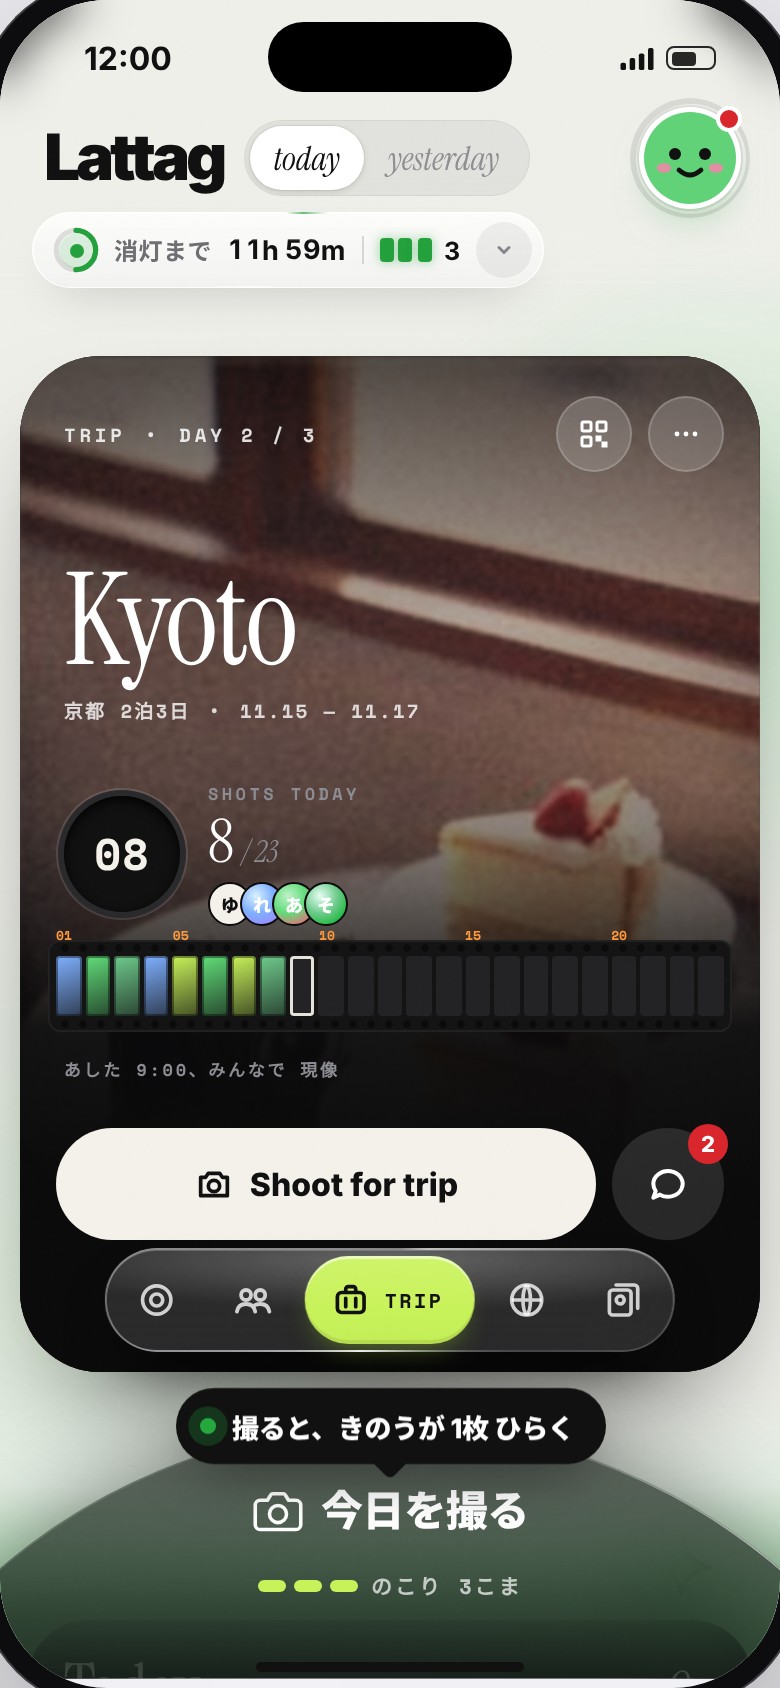 12:00
Lattag today yesterday
消灯まで 11h 59m 3
TRIP • DAY 2 / 3
Kyoto
京都 2泊3日 • 11.15 — 11.17
SHOTS TODAY
08
8 / 23
ゆ れ あ そ
01 05 10 15 20
あした 9:00、みんなで 現像
Shoot for trip
2
TRIP
撮ると、きのうが 1枚 ひらく
今日を撮る
のこり 3こま